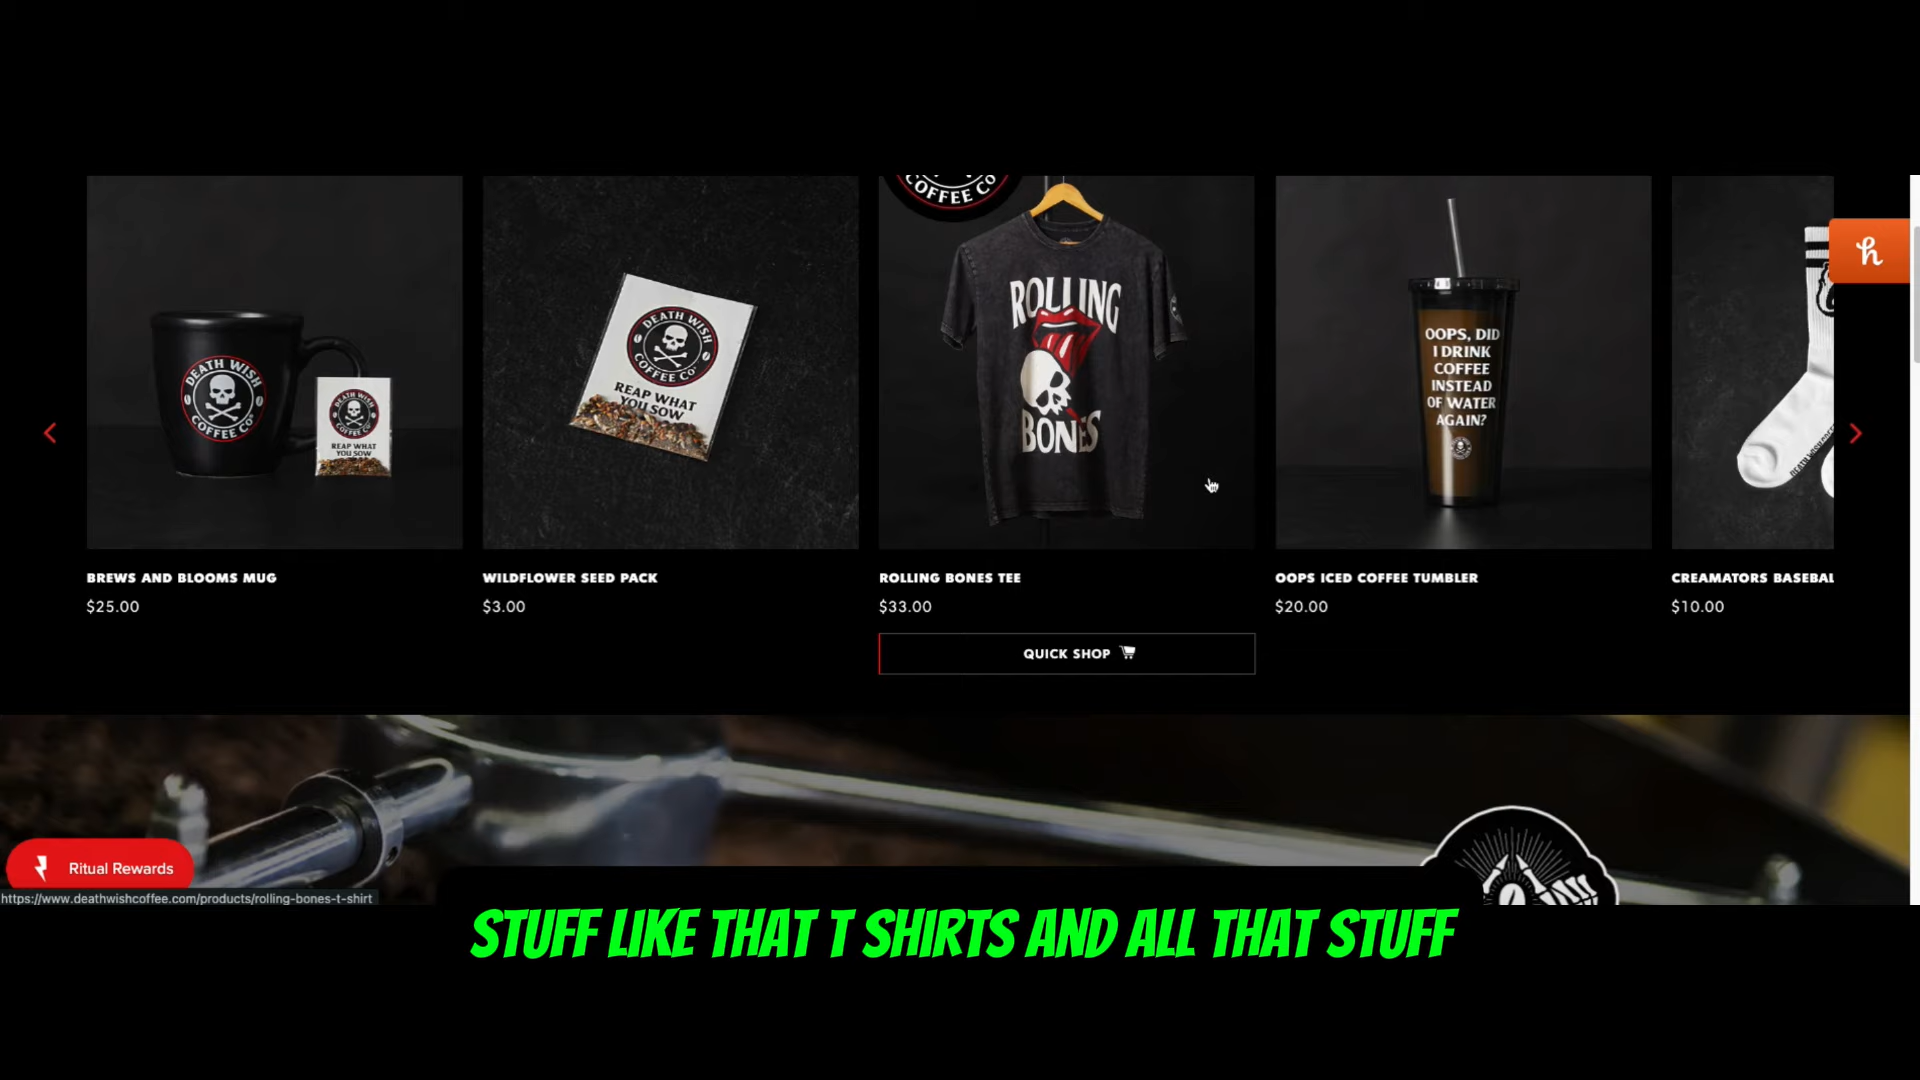 COFFEE CO
DEATH WISH
COFFEE CO
DEATH WISH
COFFEE CO
REAP WHAT
YOU SOW
DEATH WISH
COFFEE CO
REAP WHAT
YOU SOW
ROLLING
BONES
OOPS, DID
I DRINK
COFFEE
INSTEAD
OF WATER
AGAIN?
h
BREWS AND BLOOMS MUG
$25.00
WILDFLOWER SEED PACK
$3.00
ROLLING BONES TEE
$33.00
OOPS ICED COFFEE TUMBLER
$20.00
CREAMATORS BASEBAL
$10.00
QUICK SHOP
Ritual Rewards
https://www.deathwishcoffee.com/products/rolling-bones-t-shirt
STUFF LIKE THAT T SHIRTS AND ALL THAT STUFF